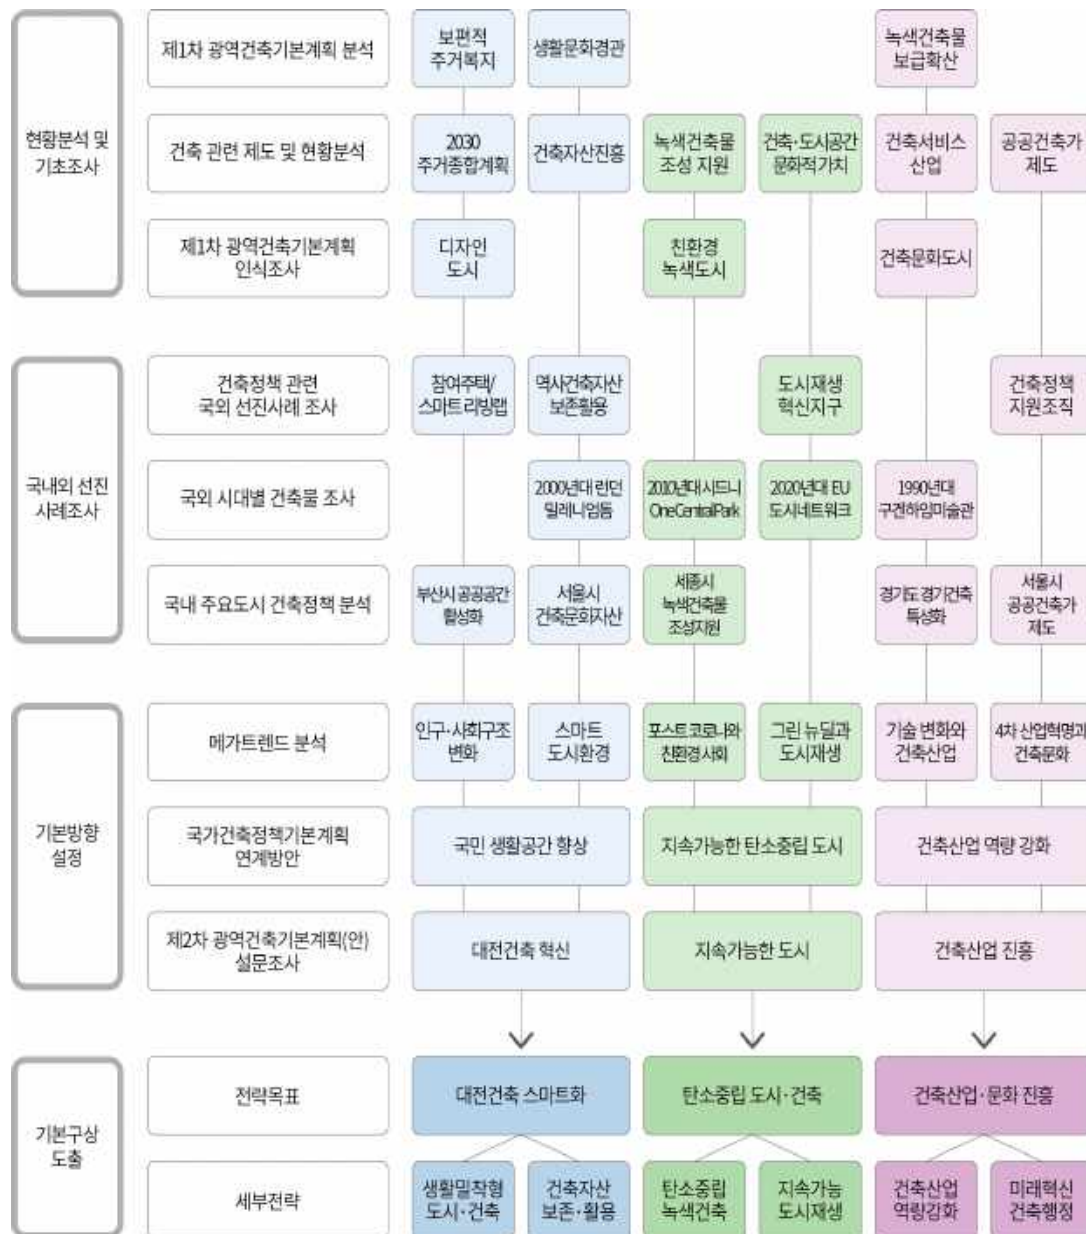 현황분석 및
기초조사
제1차 광역건축기본계획 분석
보편적
주거복지
생활문화경관
녹색건축물
보급확산
건축 관련 제도 및 현황분석
2030
주거종합계획
건축자산진흥
녹색건축물
조성 지원
건축·도시공간
문화적가치
건축서비스
산업
공공건축가
제도
제1차 광역건축기본계획
인식조사
디자인
도시
친환경
녹색도시
건축문화도시
국내외 선진
사례조사
건축정책 관련
국외 선진사례 조사
참여주택/
스마트리빙랩
역사건축자산
보존활용
도시재생
혁신지구
건축정책
지원조직
국외 시대별 건축물 조사
2000년대 런던
밀레니엄돔
2010년대 시드니
OneCentralPark
2020년대 EU
도시네트워크
1990년대
구겐하임미술관
국내 주요도시 건축정책 분석
부산시 공공공간
활성화
서울시
건축문화자산
세종시
녹색건축물
조성지원
경기도 경기건축
특성화
서울시
공공건축가
제도
기본방향
설정
메가트렌드 분석
인구·사회구조
변화
스마트
도시환경
포스트 코로나와
친환경 사회
그린 뉴딜과
도시재생
기술 변화와
건축산업
4차 산업혁명과
건축문화
국가건축정책기본계획
연계방안
국민 생활공간 향상
지속가능한 탄소중립 도시
건축산업 역량 강화
제2차 광역건축기본계획(안)
설문조사
대전건축 혁신
지속가능한 도시
건축산업 진흥
기본구상
도출
전략목표
대전건축 스마트화
탄소중립 도시·건축
건축산업·문화 진흥
세부전략
생활밀착형
도시·건축
건축자산
보존·활용
탄소중립
녹색건축
지속가능
도시재생
건축산업
역량강화
미래혁신
건축행정